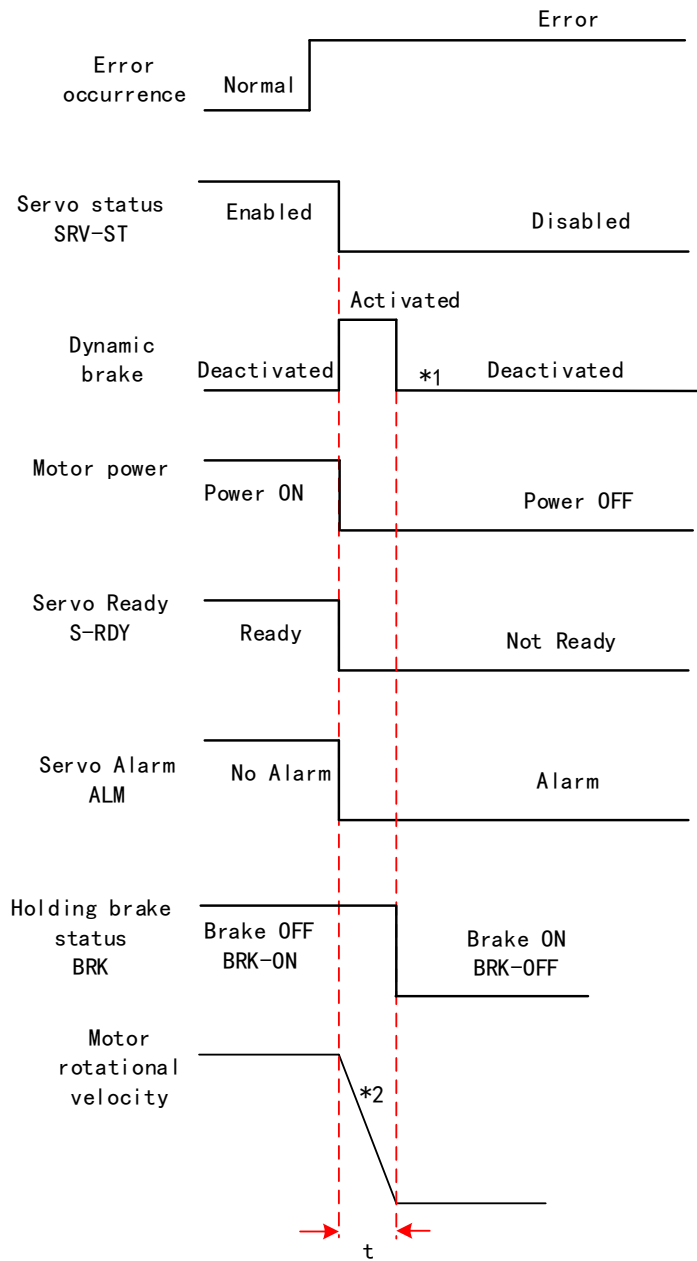 Error
Error
occurrence
Normal
Servo status
SRV-ST
Enabled
Disabled
Activated
Dynamic
brake
Deactivated
*1
Deactivated
Motor power
Power ON
Power OFF
Servo Ready
S-RDY
Ready
Not Ready
Servo Alarm
ALM
No Alarm
Alarm
Holding brake
status
BRK
Brake OFF
BRK-ON
Brake ON
BRK-OFF
Motor
rotational
velocity
*2
t